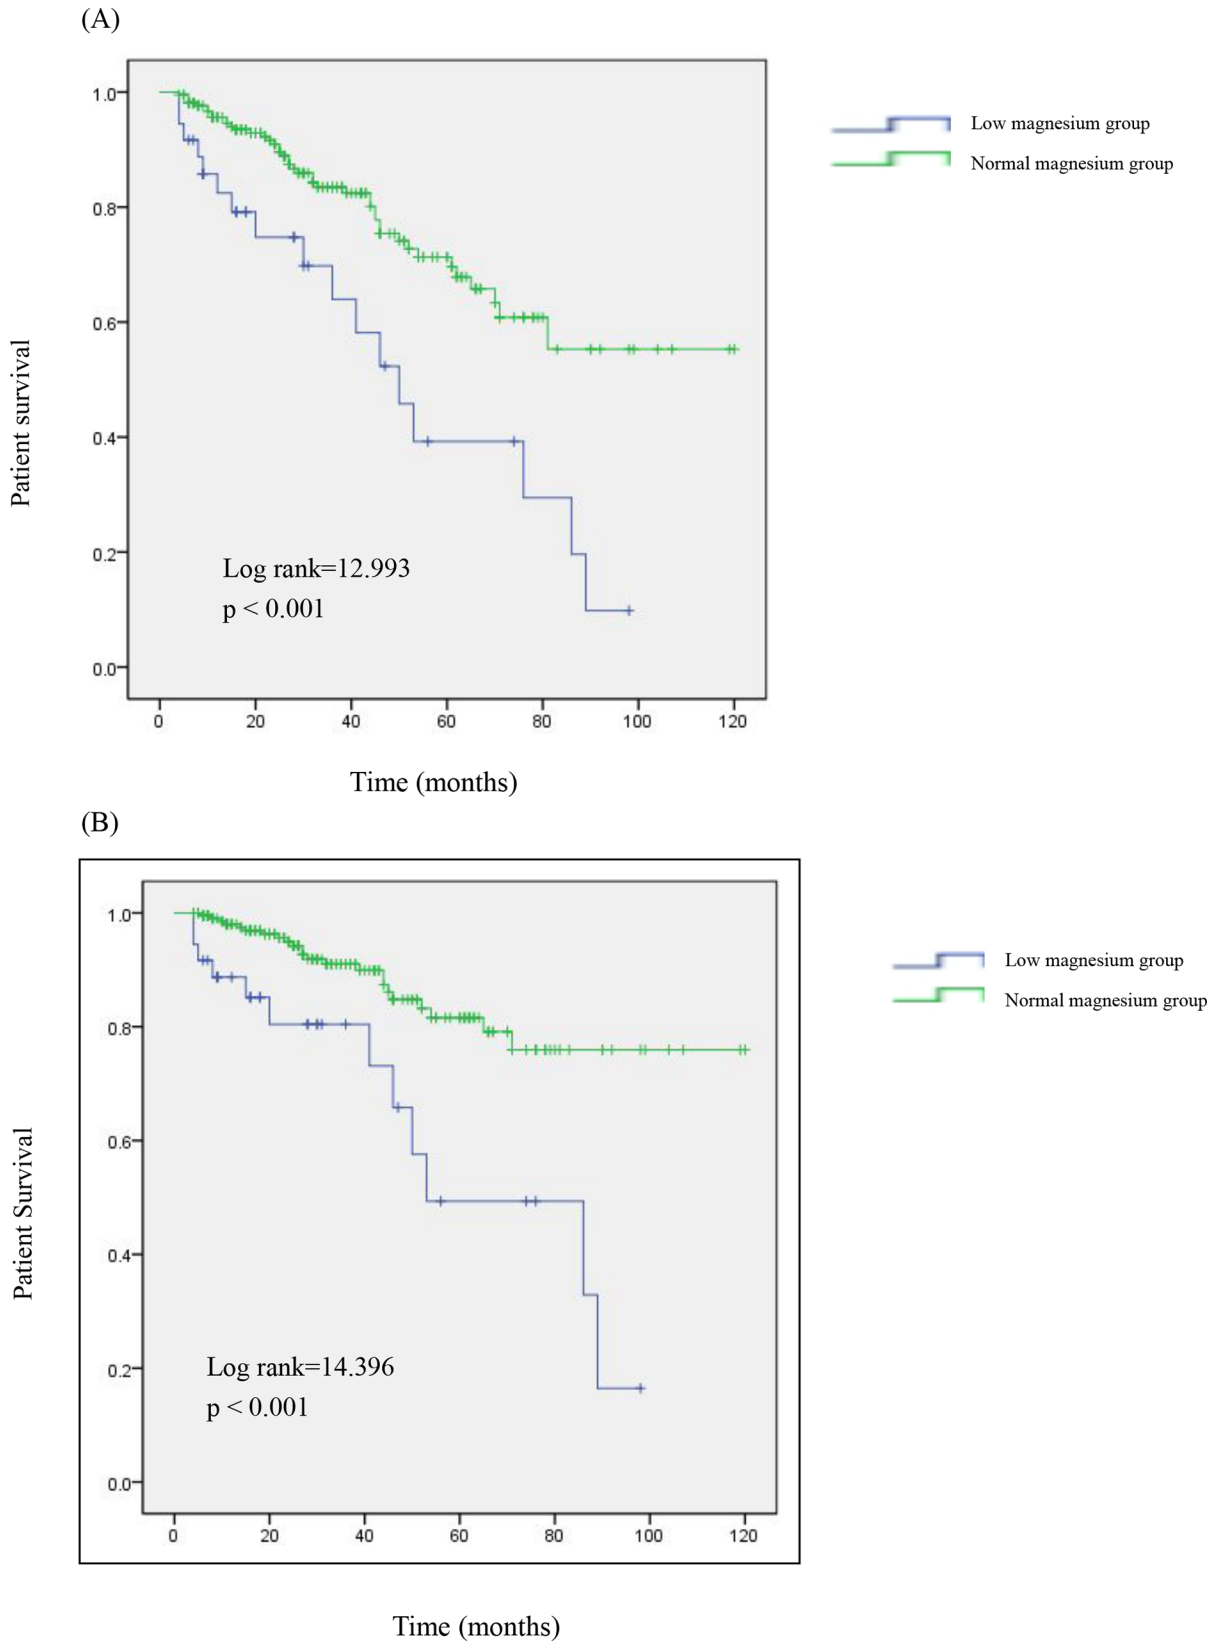 (A)
1.0
0.8
0.6
0.4
0.2
0.0
Patient survival
Log rank=12.993
p < 0.001
0 20 40 60 80 100 120
Time (months)
Low magnesium group
Normal magnesium group
(B)
1.0
0.8
0.6
0.4
0.2
0.0
Patient Survival
Log rank=14.396
p < 0.001
0 20 40 60 80 100 120
Time (months)
Low magnesium group
Normal magnesium group